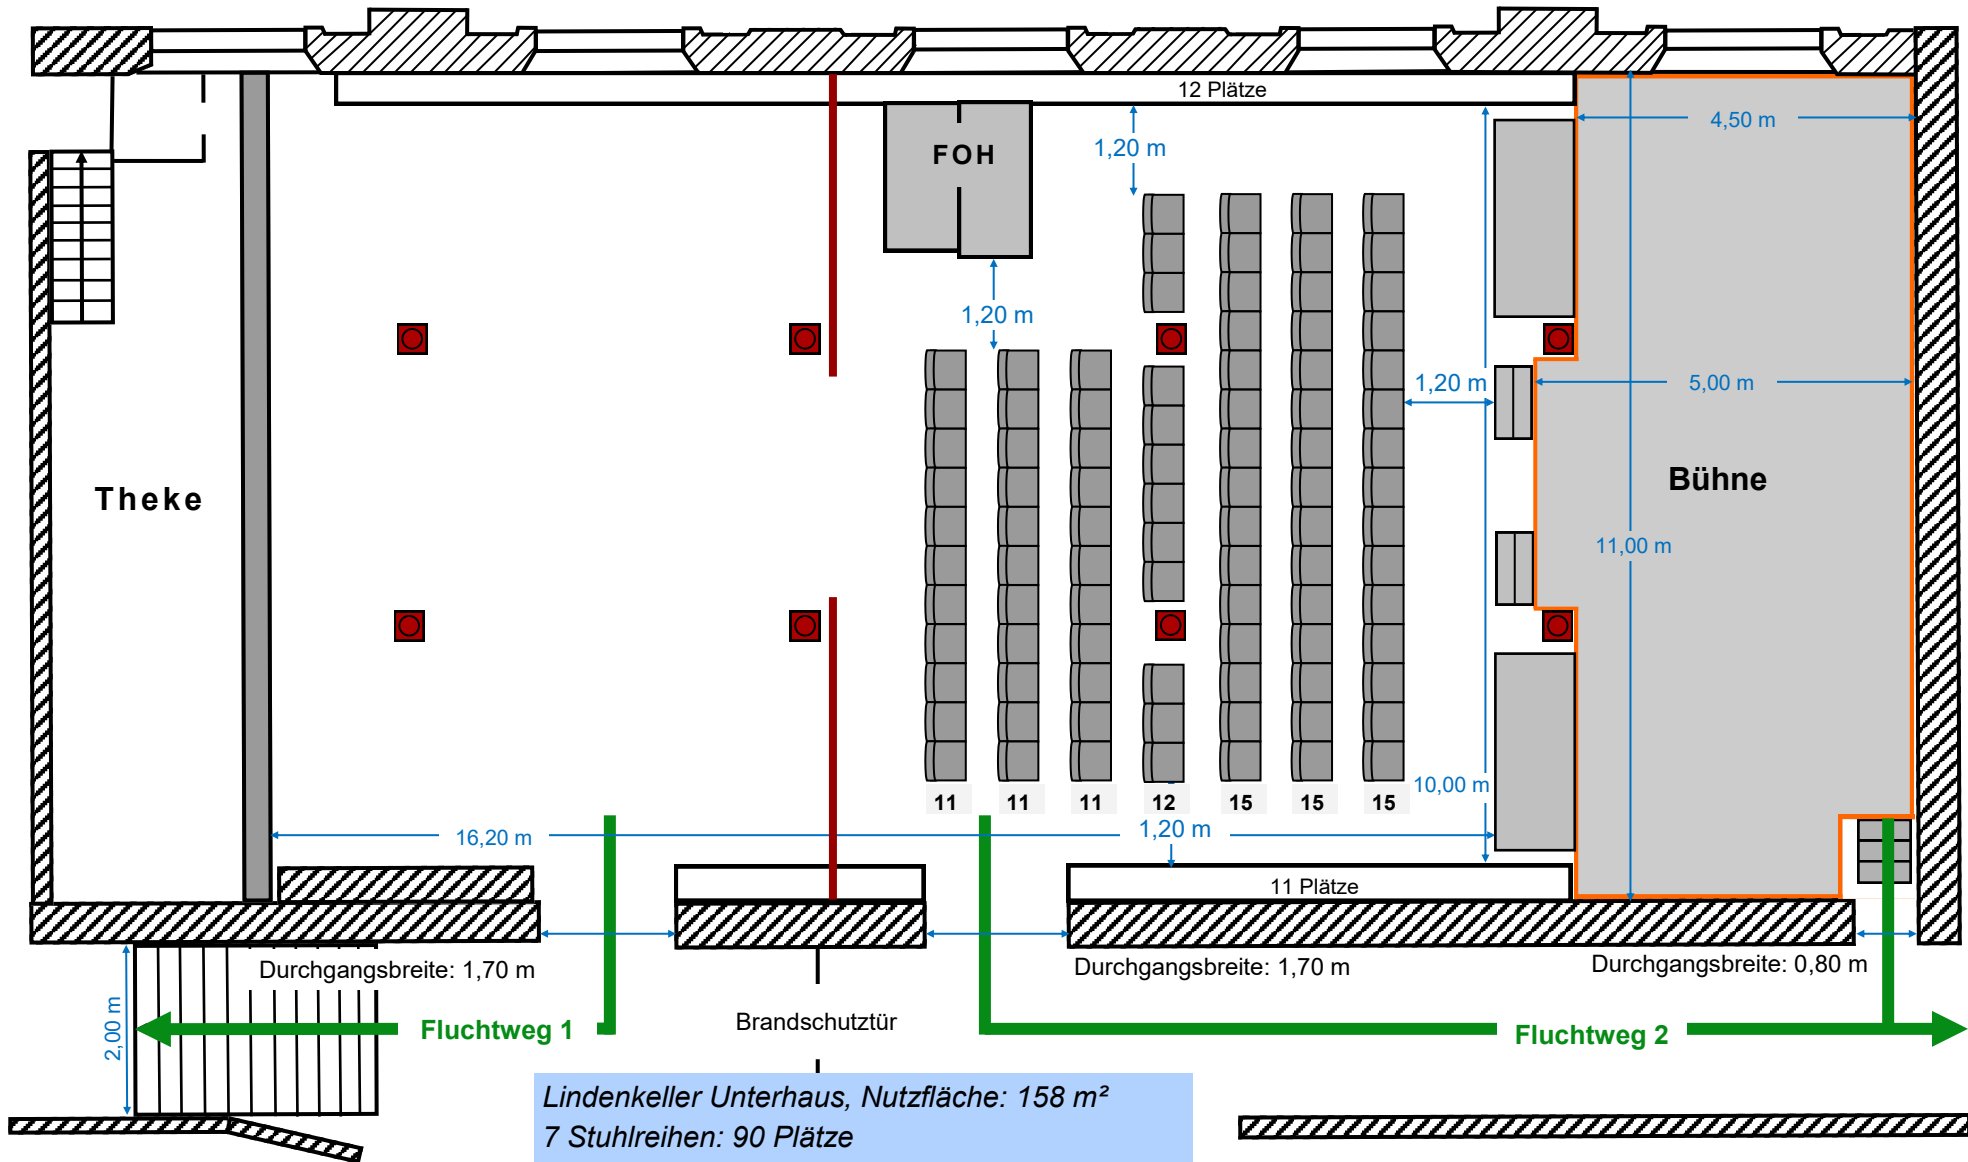 12 Plätze
4,50 m
FOH
1,20 m
1,20 m
1,20 m
5,00 m
Theke
Bühne
11,00 m
10,00 m
11
11
11
12
15
15
15
16,20 m
1,20 m
11 Plätze
Durchgangsbreite: 1,70 m
Durchgangsbreite: 1,70 m
Durchgangsbreite: 0,80 m
2,00 m
Fluchtweg 1
Brandschutztür
Fluchtweg 2
Lindenkeller Unterhaus, Nutzfläche: 158 m²
7 Stuhlreihen: 90 Plätze